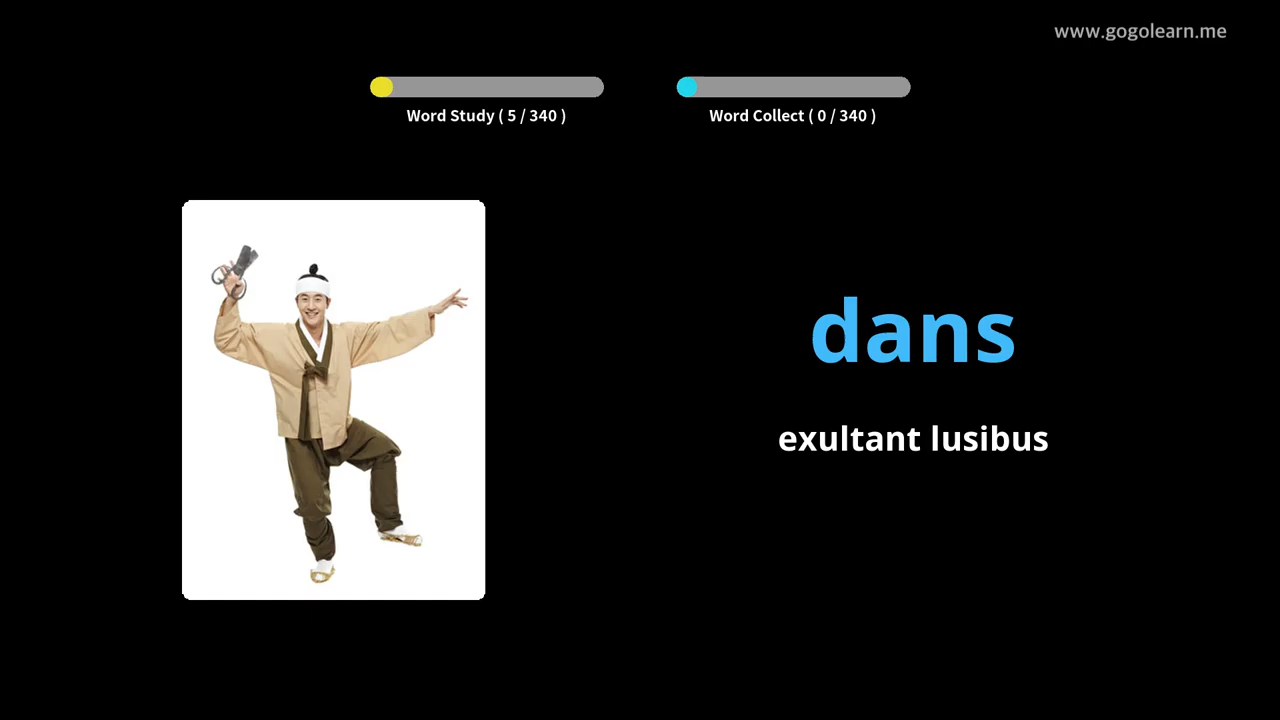 www.gogolearn.me
Word Study ( 5 / 340 )
Word Collect ( 0 / 340 )
dans
exultant lusibus